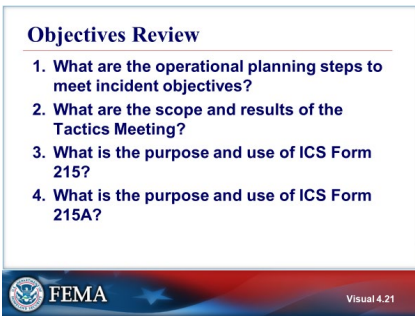 Objectives Review
1. What are the operational planning steps to
meet incident objectives?
2. What are the scope and results of the
Tactics Meeting?
3. What is the purpose and use of ICS Form
215?
4. What is the purpose and use of ICS Form
215A?
FEMA
Visual 4.21